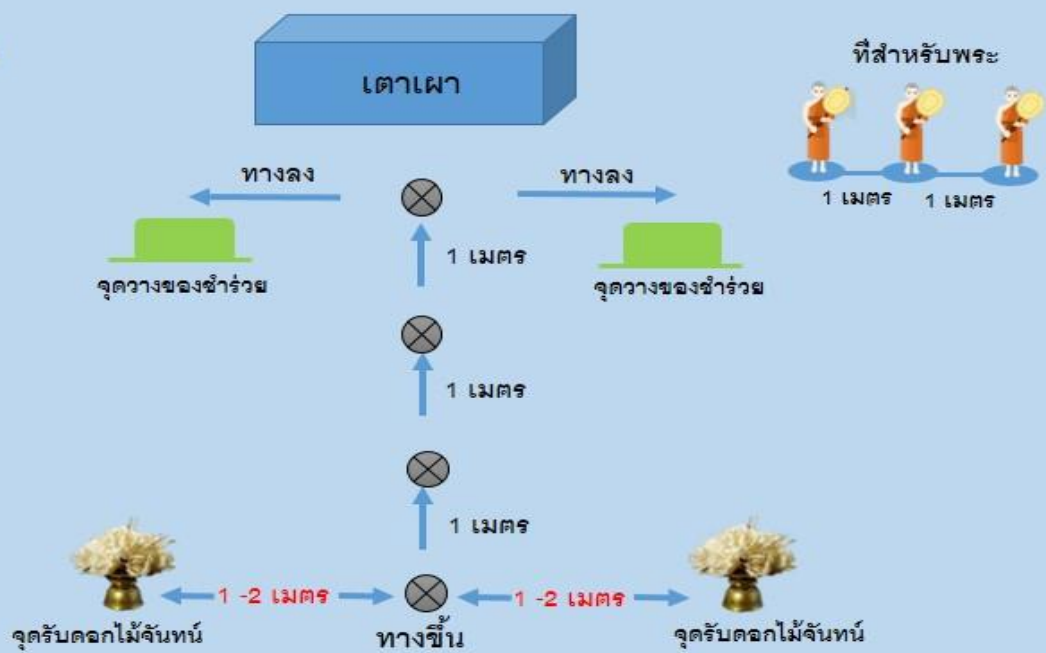 เตาเผา
ที่สำหรับพระ
1 เมตร 1 เมตร
ทางลง ทางลง
1 เมตร
จุดวางของชำร่วย จุดวางของชำร่วย
1 เมตร
1 เมตร
1 -2 เมตร 1 -2 เมตร
จุดรับดอกไม้จันทน์ ทางขึ้น จุดรับดอกไม้จันทน์